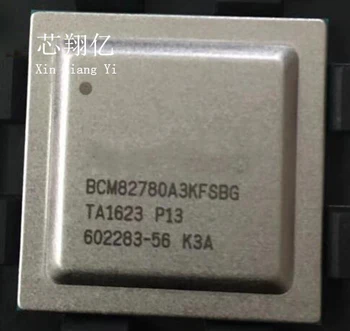 芯翔亿
Xin Xiang Yi
BCM82780A3KFSBG
TA1623 P13
602283-56 K3A